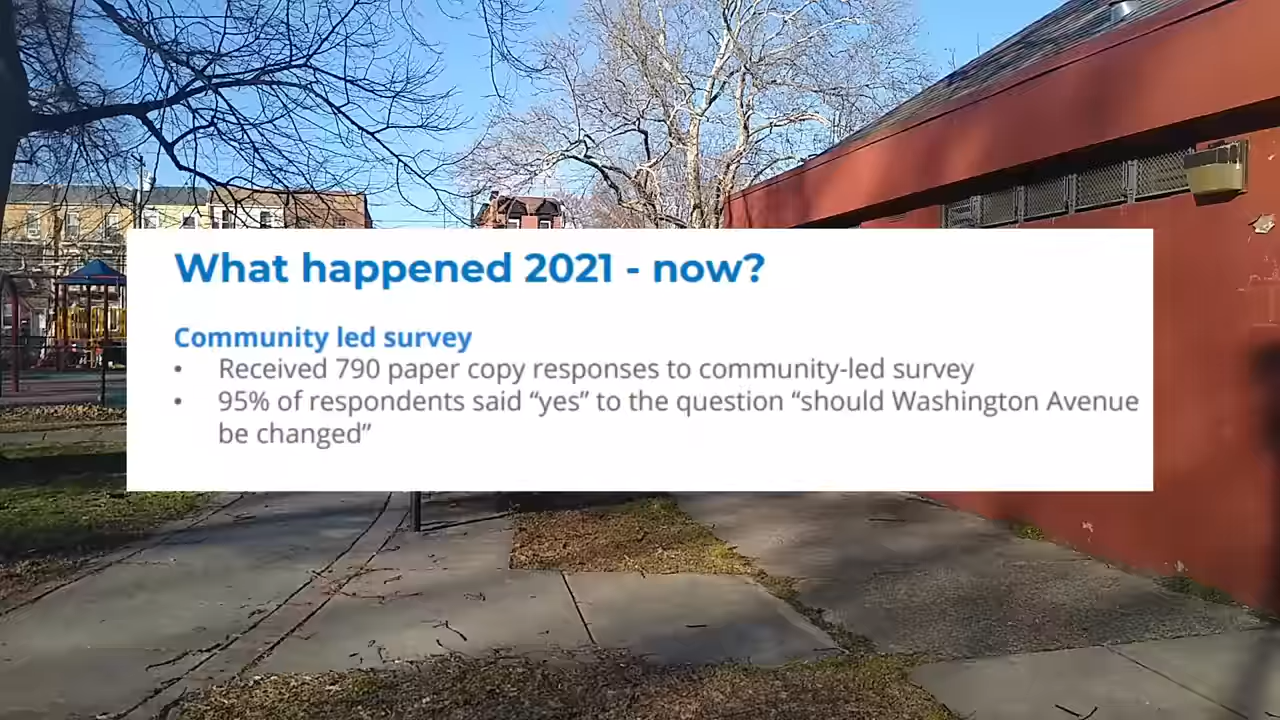 What happened 2021 - now?
Community led survey
• Received 790 paper copy responses to community-led survey
• 95% of respondents said “yes” to the question “should Washington Avenue
be changed”